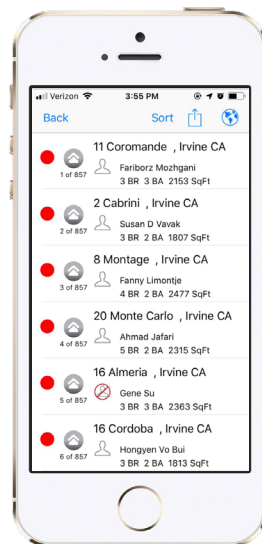 Verizon 3:55 PM
Back Sort
11 Coromande , Irvine CA
Fariborz Mozhgani
1 of 857
3 BR 3 BA 2153 SqFt
2 Cabrini , Irvine CA
Susan D Vavak
2 of 857
3 BR 2 BA 1807 SqFt
8 Montage , Irvine CA
Fanny Limontje
3 of 857
4 BR 2 BA 2477 SqFt
20 Monte Carlo , Irvine CA
Ahmad Jafari
4 of 857
5 BR 2 BA 2315 SqFt
16 Almeria , Irvine CA
Gene Su
5 of 857
3 BR 3 BA 2363 SqFt
16 Cordoba , Irvine CA
Hongyen Vo Bui
6 of 857
3 BR 2 BA 1813 SqFt